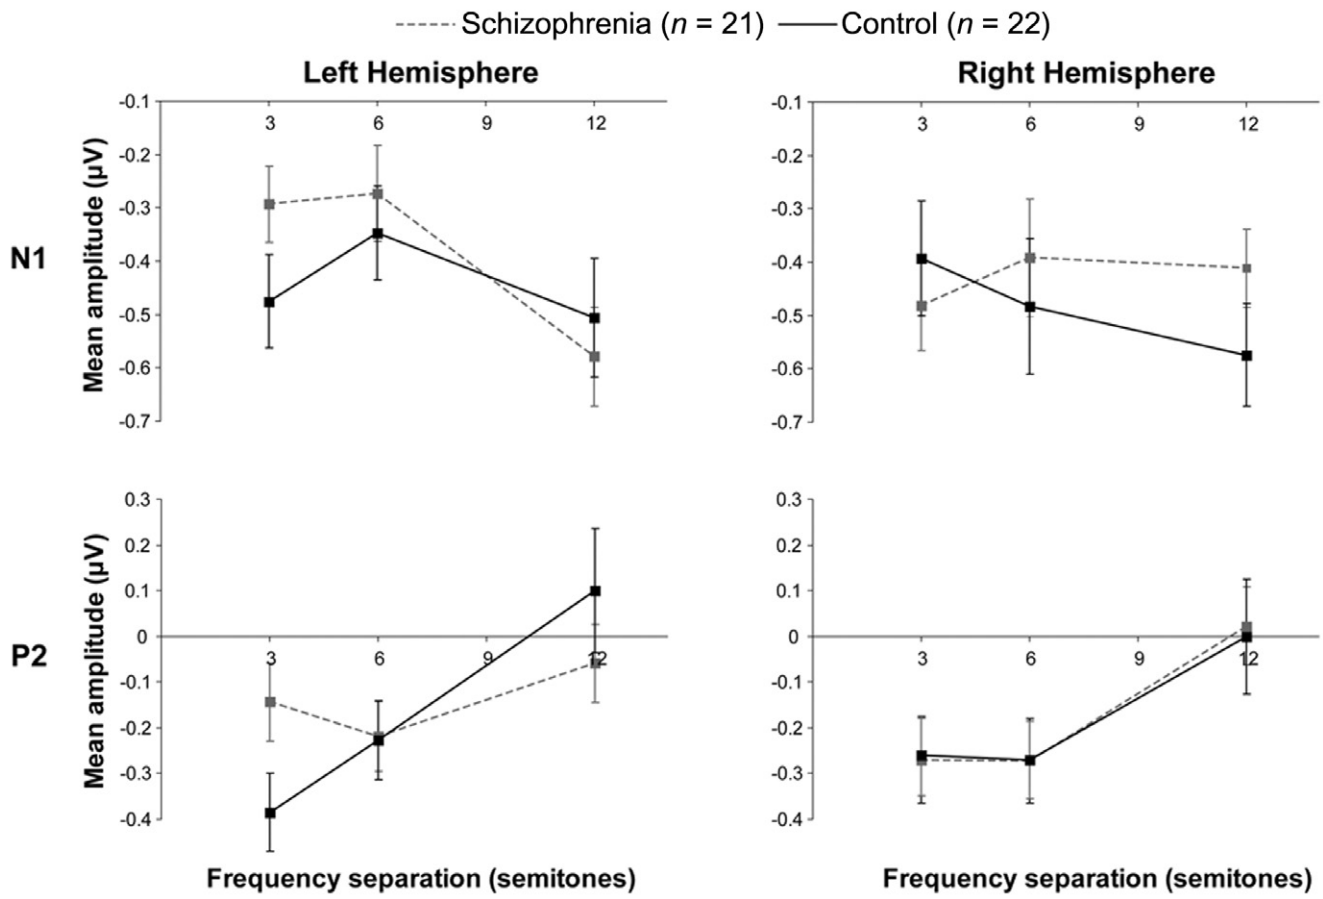 Schizophrenia (n = 21) Control (n = 22)
Left Hemisphere Right Hemisphere
N1
Mean amplitude (µV)
-0.1
-0.2
-0.3
-0.4
-0.5
-0.6
-0.7
3 6 9 12
-0.1
-0.2
-0.3
-0.4
-0.5
-0.6
-0.7
3 6 9 12
P2
Mean amplitude (µV)
0.3
0.2
0.1
0
-0.1
-0.2
-0.3
-0.4
3 6 9 12
0.3
0.2
0.1
0
-0.1
-0.2
-0.3
-0.4
3 6 9 12
Frequency separation (semitones) Frequency separation (semitones)